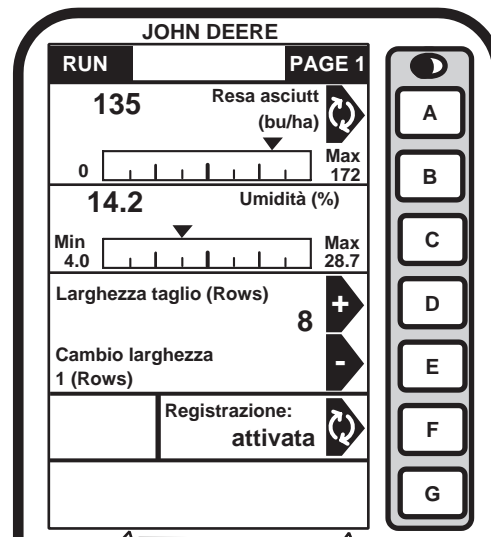 JOHN DEERE
RUN PAGE 1
135 Resa asciutt
(bu/ha)
0 Max
172
14.2 Umidità (%)
Min
4.0
Max
28.7
Larghezza taglio (Rows)
8
+
Cambio larghezza
1 (Rows)
-
Registrazione:
attivata
A
B
C
D
E
F
G